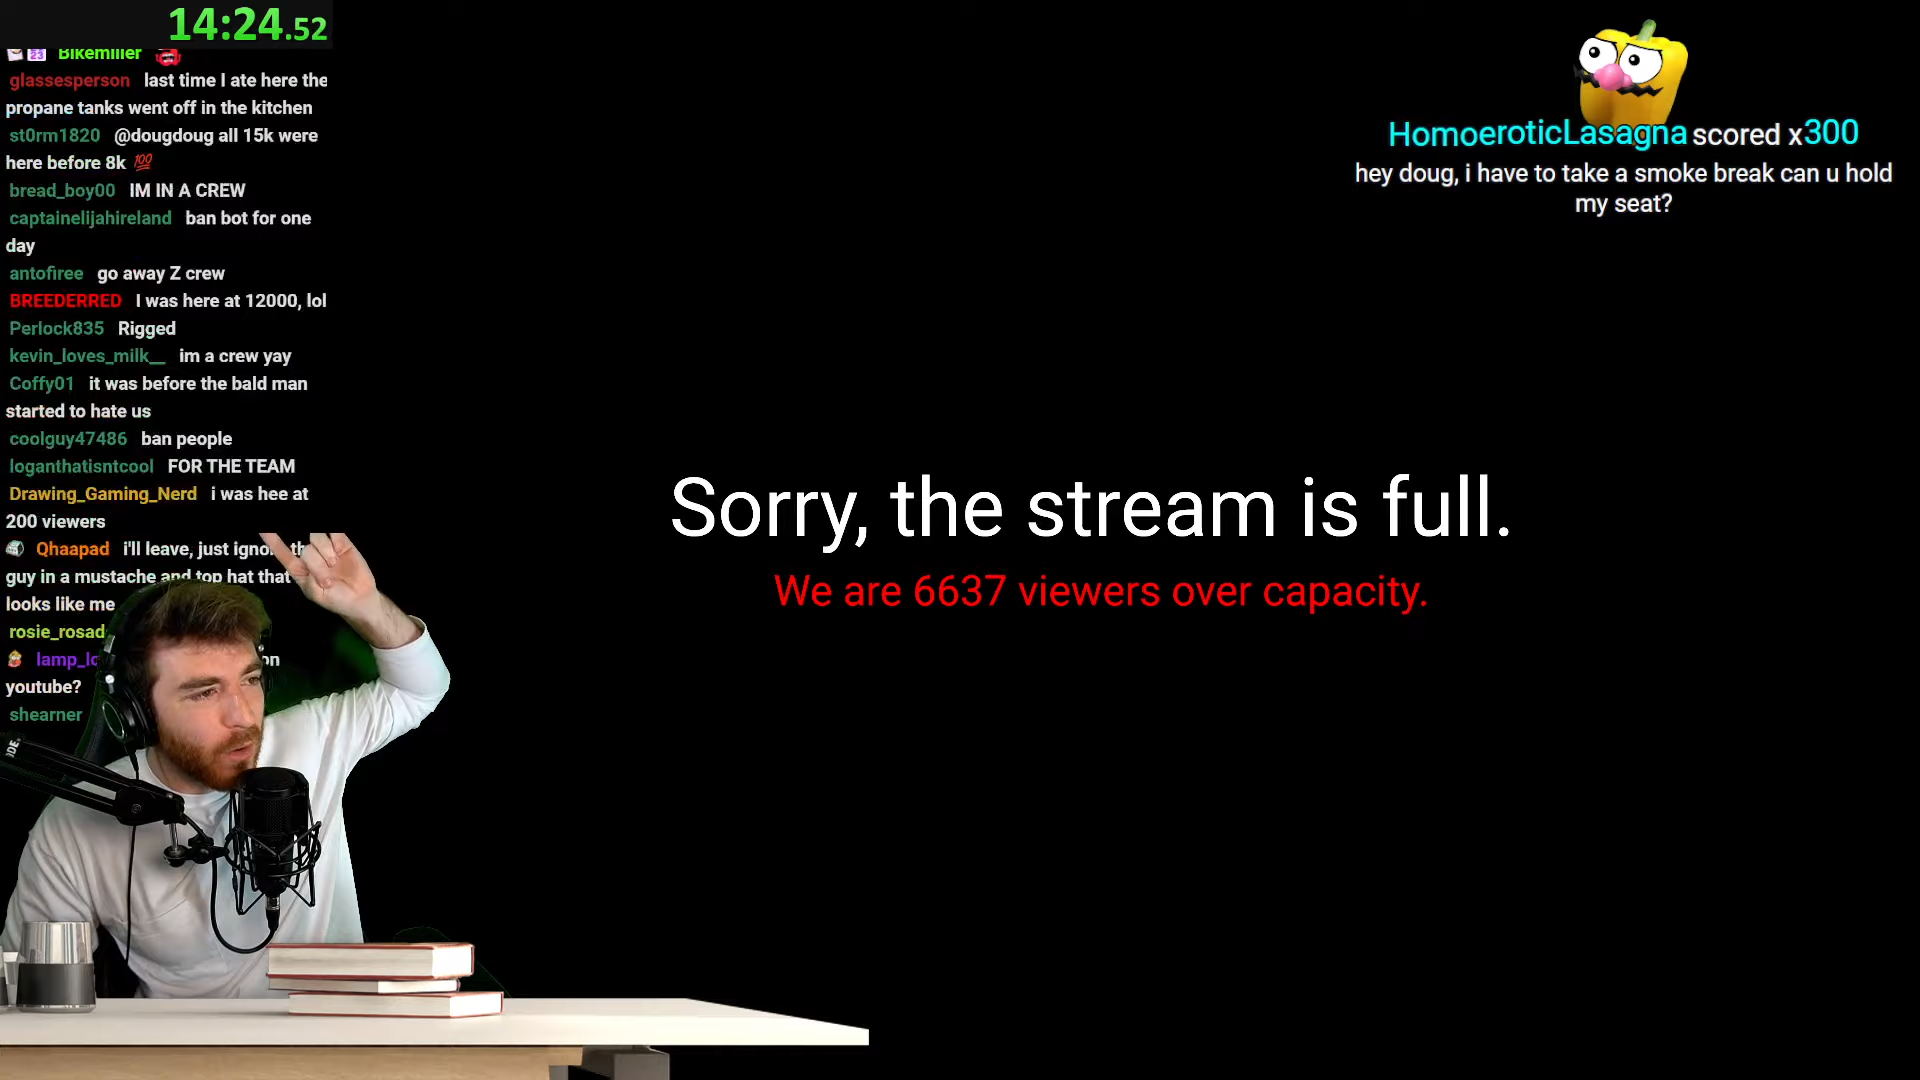 14:24.52
23 Bikemiller
glassesperson last time I ate here the
propane tanks went off in the kitchen
st0rm1820 @dougdoug all 15k were
here before 8k 💯
bread_boy00 IM IN A CREW
captainelijahireland ban bot for one
day
antofiree go away Z crew
BREEDERRED I was here at 12000, lol
Perlock835 Rigged
kevin_loves_milk__ im a crew yay
Coffy01 it was before the bald man
started to hate us
coolguy47486 ban people
loganthatisntcool FOR THE TEAM
Drawing_Gaming_Nerd i was hee at
200 viewers
Qhaapad i'll leave, just
guy in a mustache and top hat that
looks like me
youtube?
shearner
HomoeroticLasagna scored x300
hey doug, i have to take a smoke break can u hold
my seat?
Sorry, the stream is full.
We are 6637 viewers over capacity.